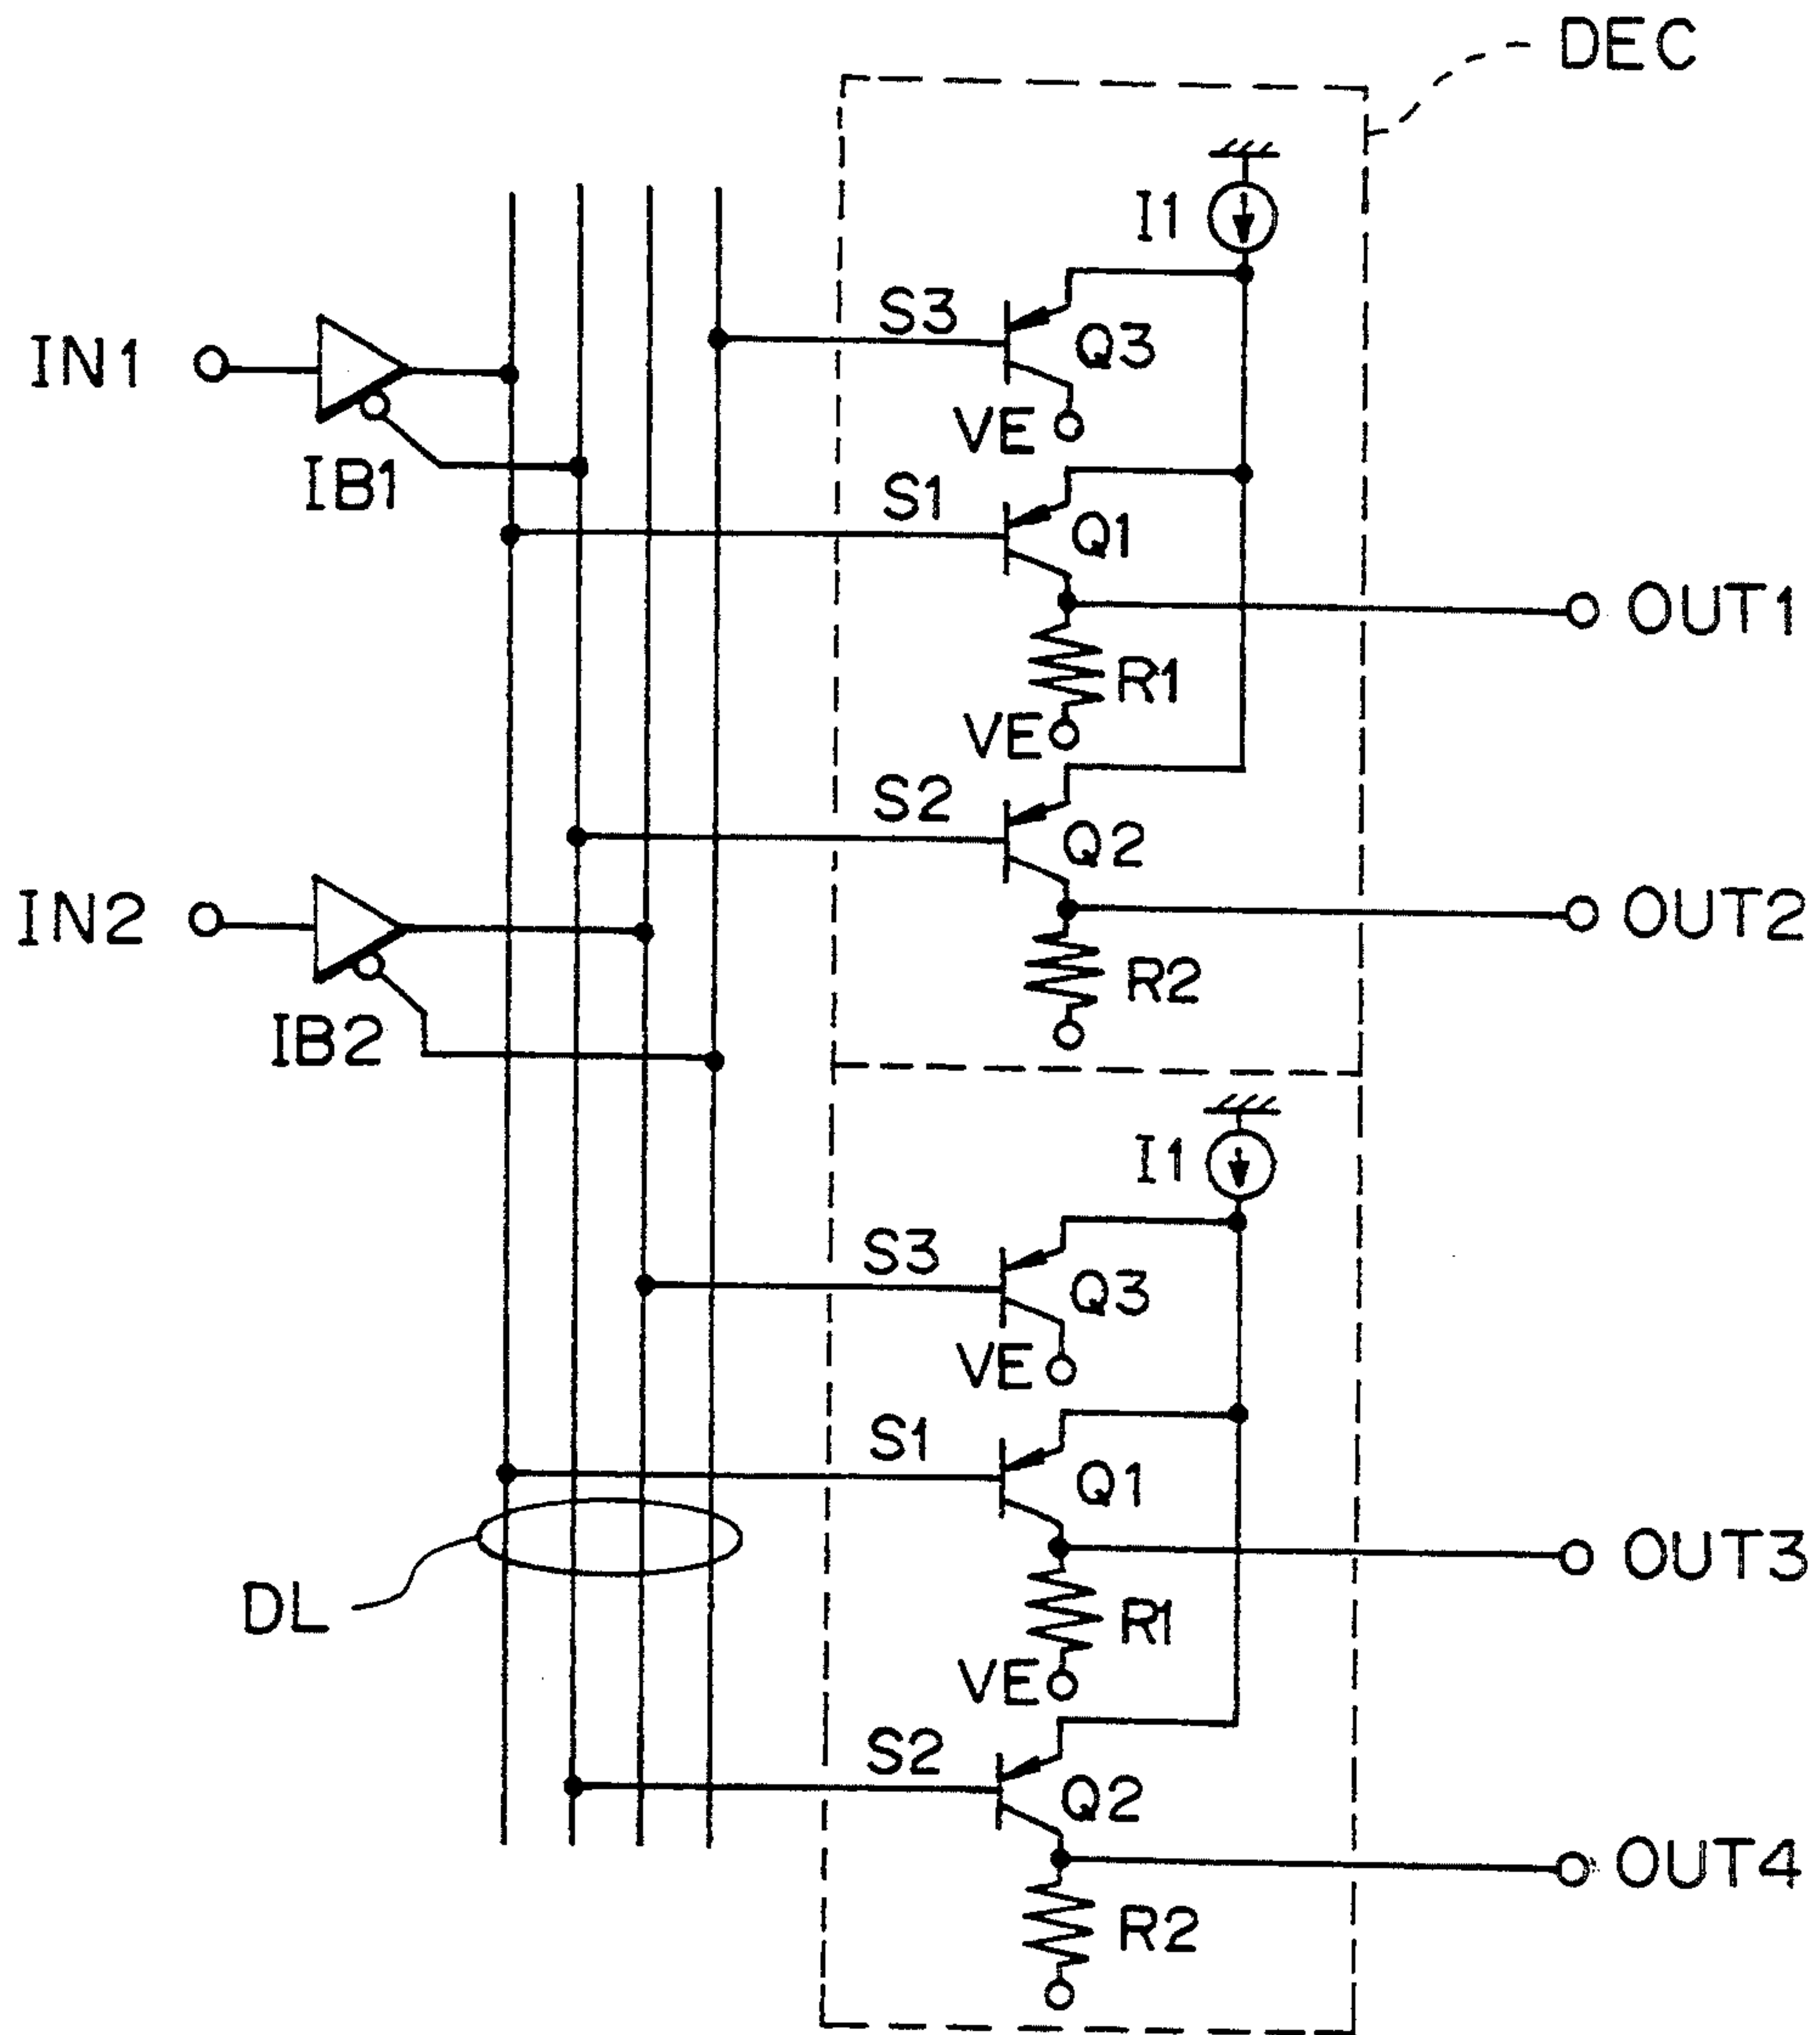 DEC
I1
S3
Q3
IN1
VE
IB1
S1
Q1
OUT1
R1
VE
S2
Q2
IN2
OUT2
R2
IB2
I1
S3
Q3
VE
S1
Q1
OUT3
DL
R1
VE
S2
Q2
OUT4
R2